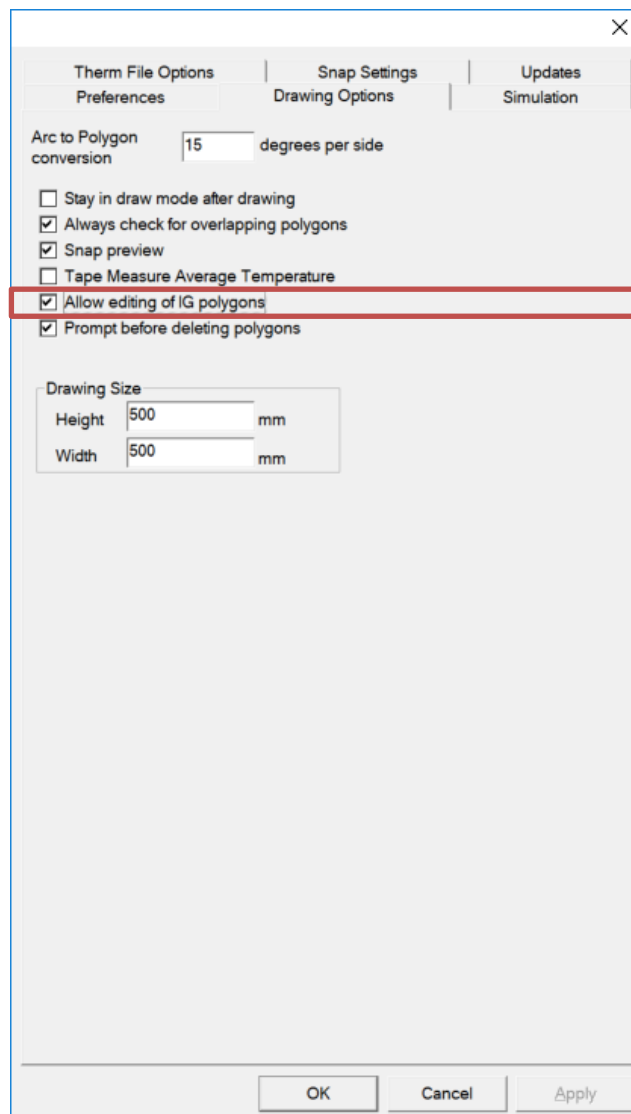 Therm File Options Snap Settings Updates
Preferences Drawing Options Simulation
Arc to Polygon
conversion 15 degrees per side
Stay in draw mode after drawing
Always check for overlapping polygons
Snap preview
Tape Measure Average Temperature
Allow editing of IG polygons
Prompt before deleting polygons
Drawing Size
Height 500 mm
Width 500 mm
OK Cancel Apply